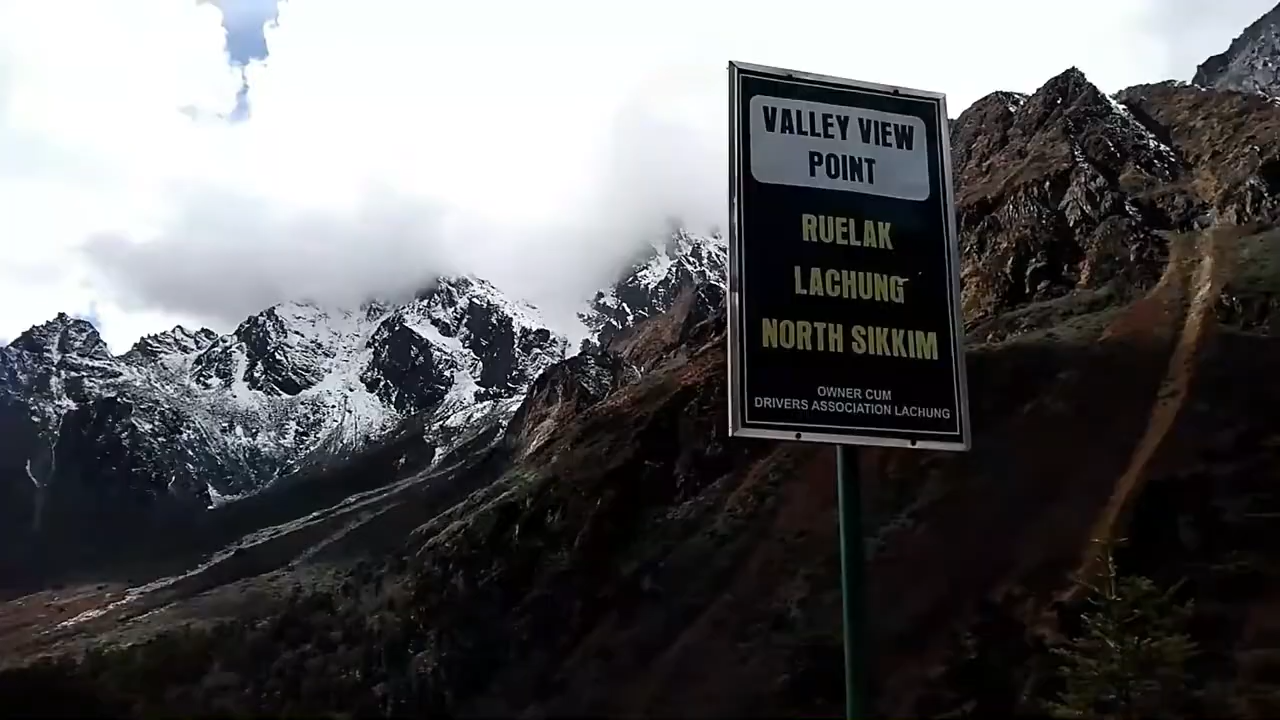 VALLEY VIEW
POINT
RUELAK
LACHUNG
NORTH SIKKIM
OWNER CUM
DRIVERS ASSOCIATION LACHUNG